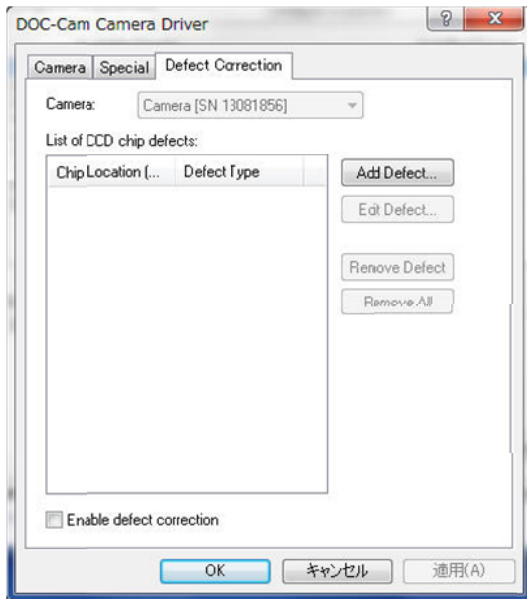 DOC-Cam Camera Driver
Camera Special Defect Correction
Camera: Camera [SN 13081856]
List of CCD chip defects:
Chip Location (... Defect Type
Add Defect...
Edit Defect...
Remove Defect
Remove All
Enable defect correction
OK キャンセル 適用(A)